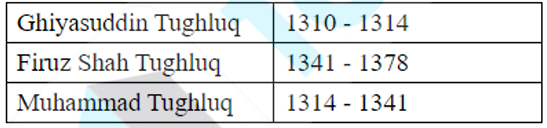 Ghiyasuddin Tughluq 1310 - 1314
Firuz Shah Tughluq 1341 - 1378
Muhammad Tughluq 1314 - 1341